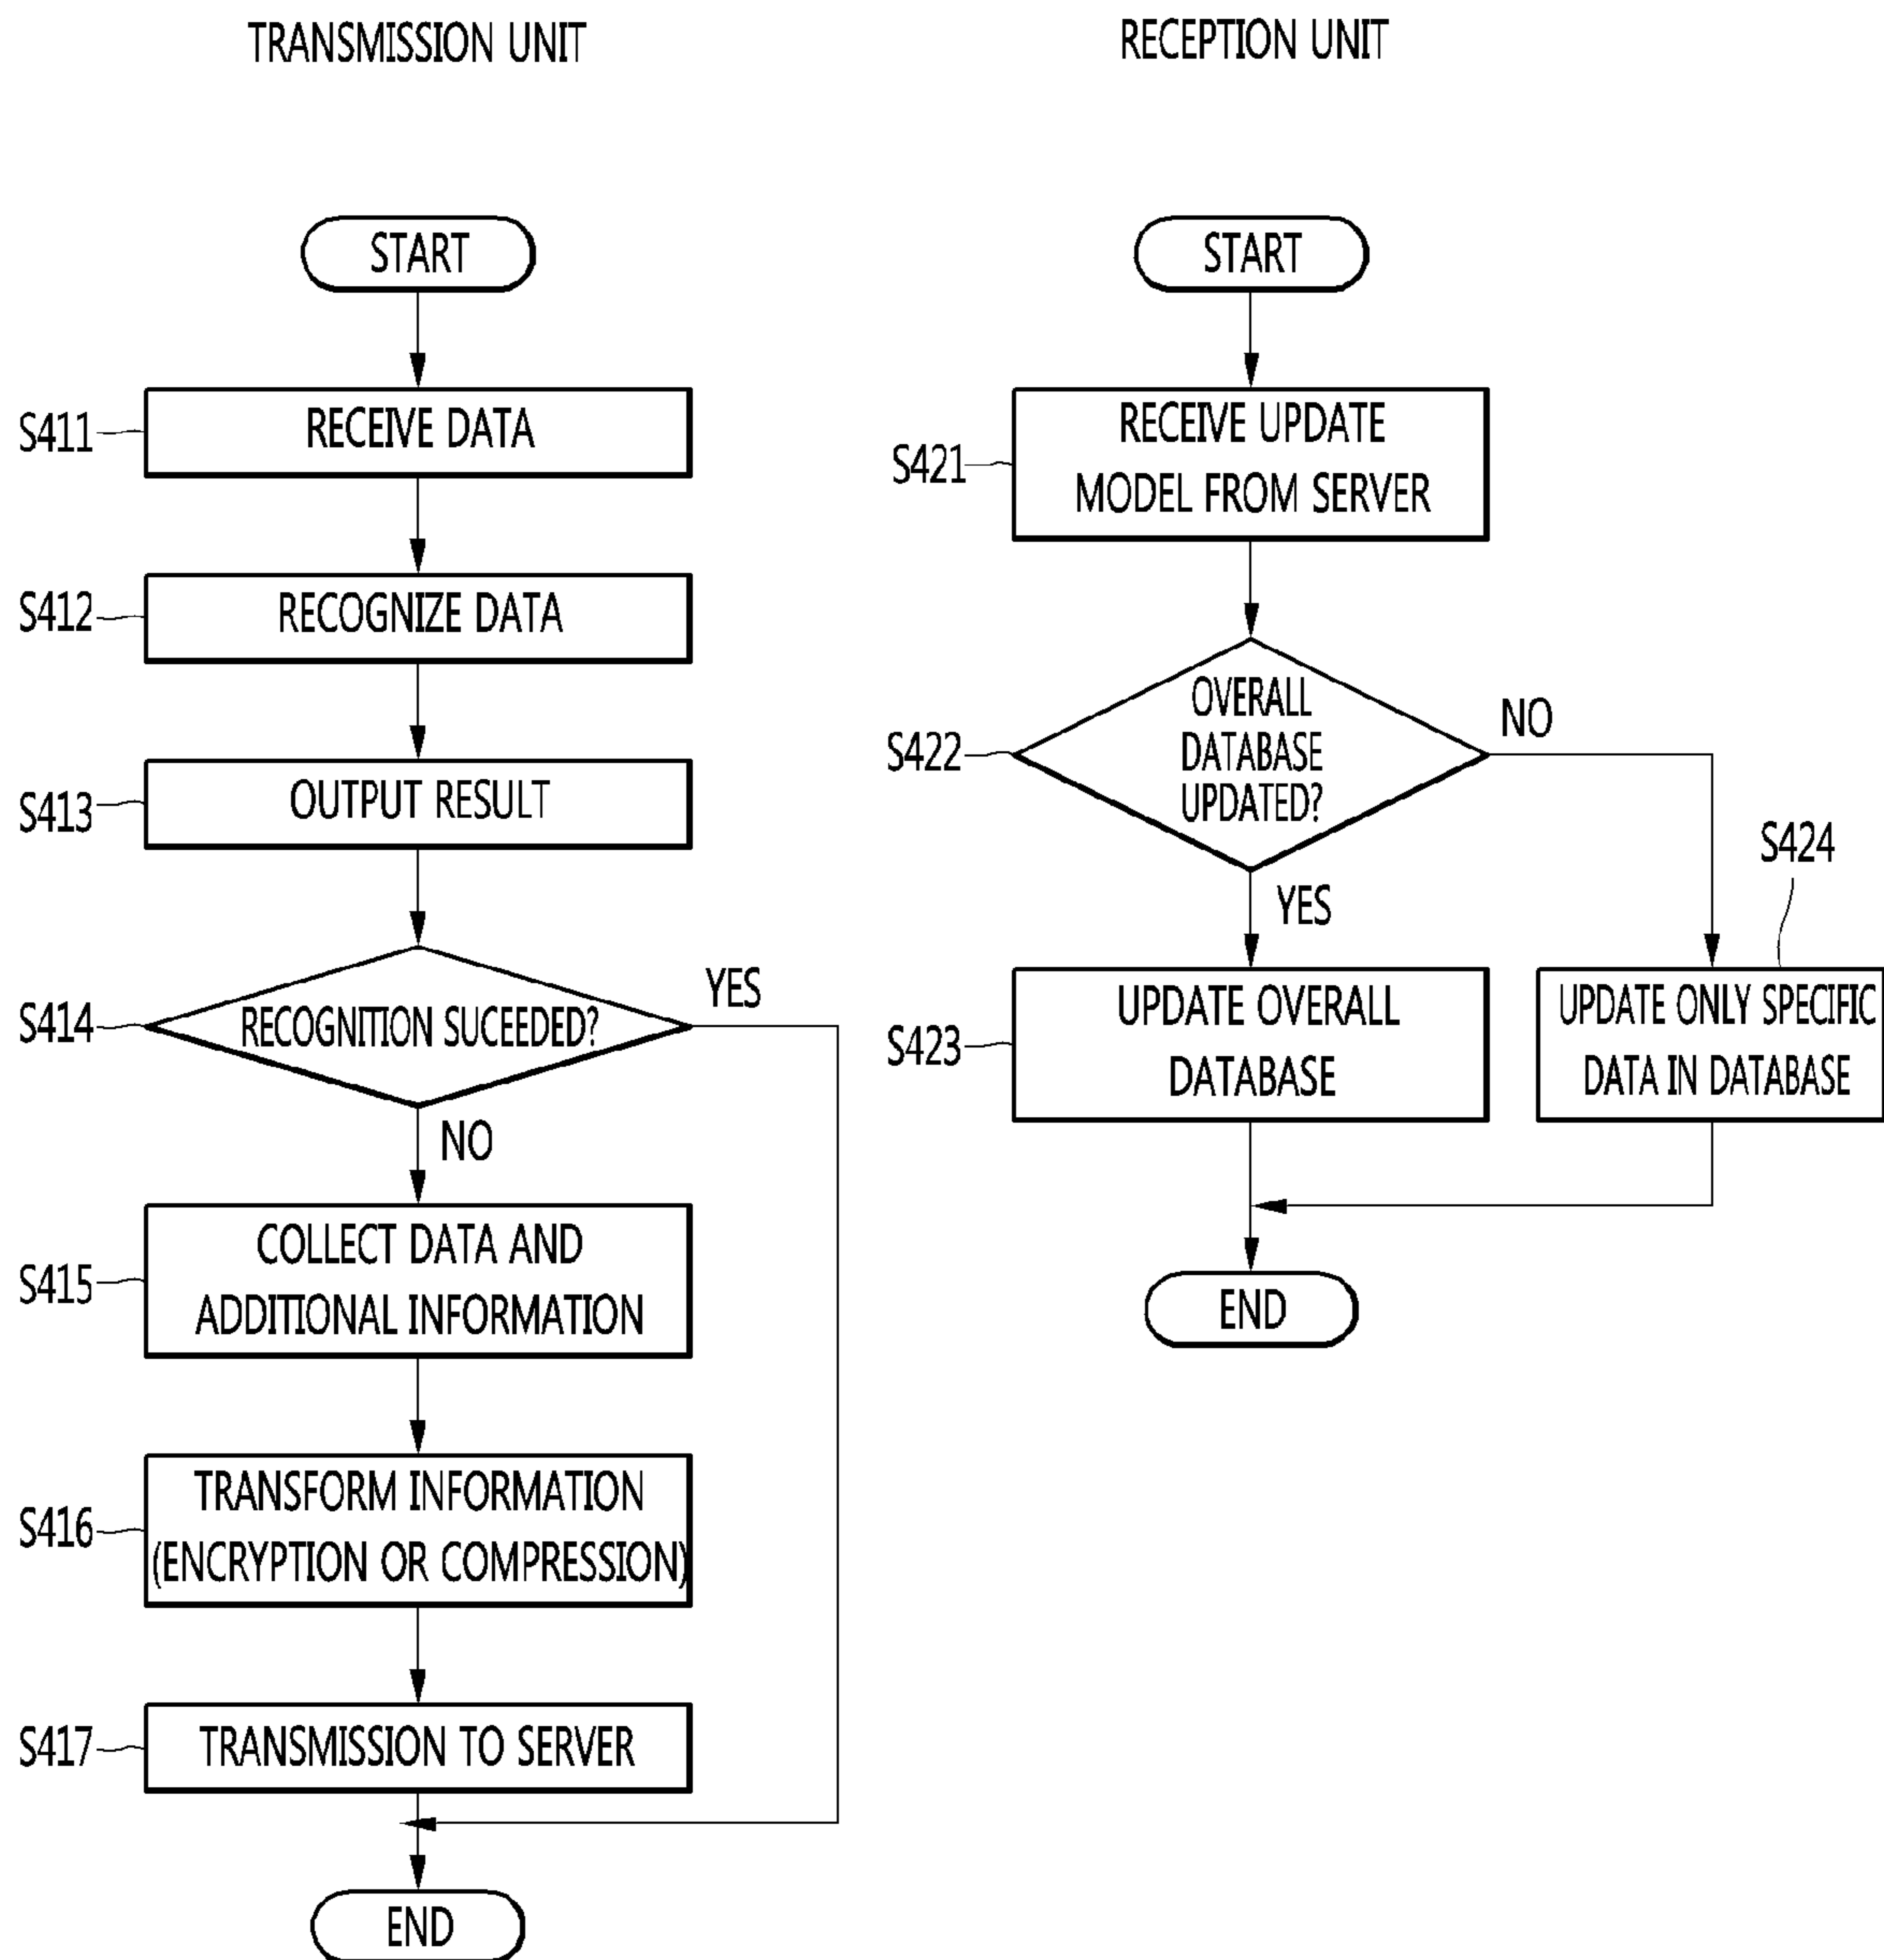 TRANSMISSION UNIT
START
S411
RECEIVE DATA
S412
RECOGNIZE DATA
S413
OUTPUT RESULT
S414
RECOGNITION SUCEEDED?
YES
NO
S415
COLLECT DATA AND
ADDITIONAL INFORMATION
S416
TRANSFORM INFORMATION
(ENCRYPTION OR COMPRESSION)
S417
TRANSMISSION TO SERVER
END
RECEPTION UNIT
START
S421
RECEIVE UPDATE
MODEL FROM SERVER
S422
OVERALL
DATABASE
UPDATED?
NO
YES
S423
UPDATE OVERALL
DATABASE
S424
UPDATE ONLY SPECIFIC
DATA IN DATABASE
END